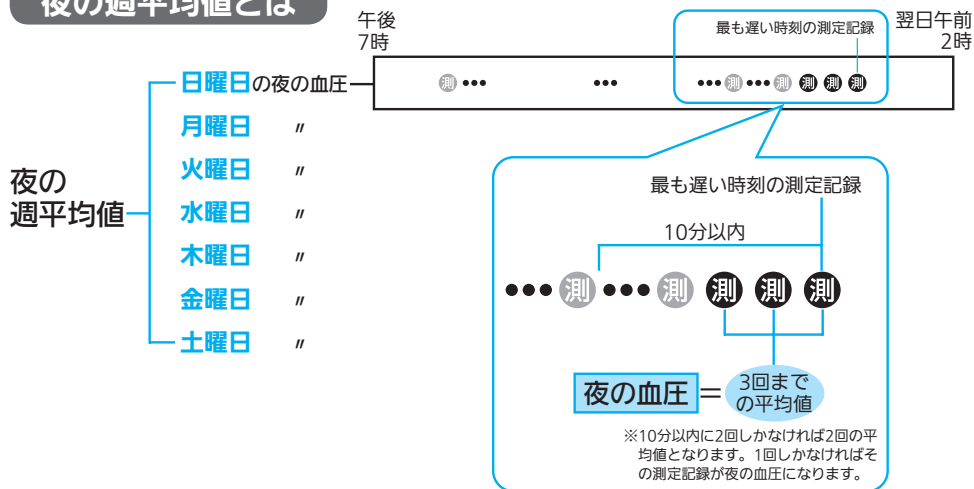 夜の週平均値とは
午後
7時
最も遅い時刻の測定記録
翌日午前
2時
日曜日の夜の血圧
測•••
•••
•••測•••測測測測
月曜日 〃
火曜日 〃
水曜日 〃
木曜日 〃
金曜日 〃
土曜日 〃
夜の
週平均値
最も遅い時刻の測定記録
10分以内
•••測•••測測測測
夜の血圧=3回まで
の平均値
※10分以内に2回しかなければ2回の平
均値となります。1回しかなければそ
の測定記録が夜の血圧になります。